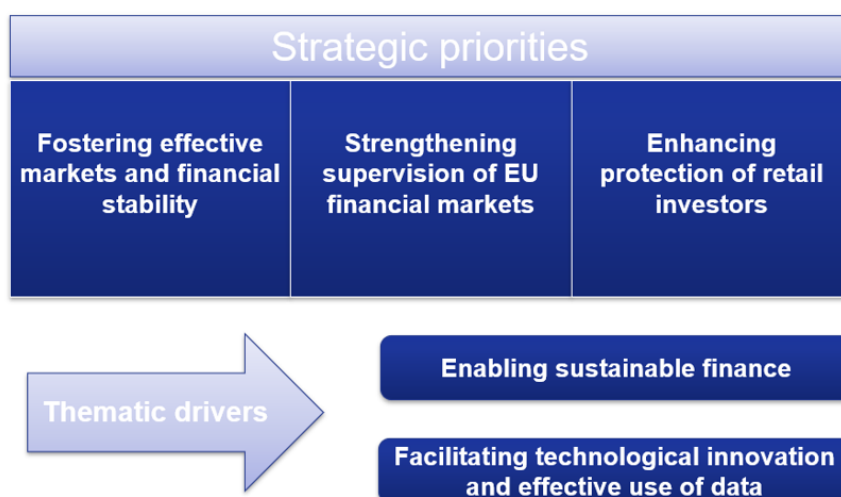 Strategic priorities
Fostering effective
markets and financial
stability
Strengthening
supervision of EU
financial markets
Enhancing
protection of retail
investors
Thematic drivers
Enabling sustainable finance
Facilitating technological innovation
and effective use of data